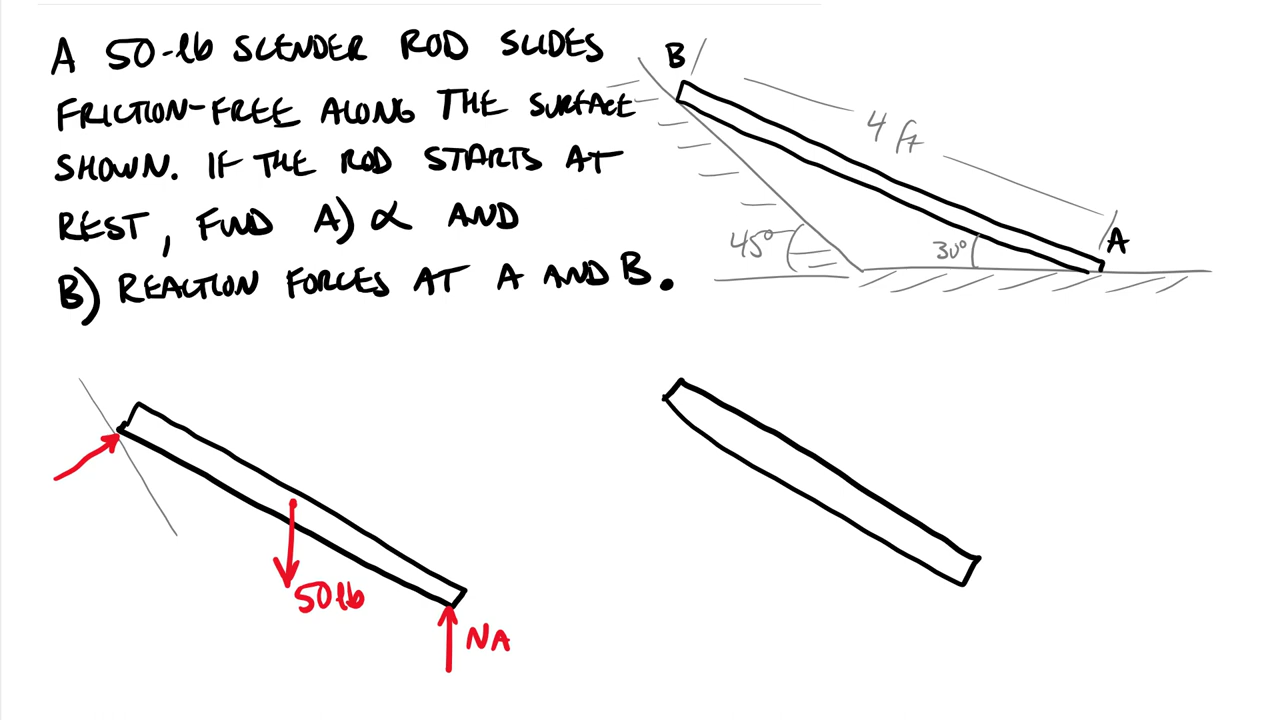 A 50-lb SLENDER ROD SLIDES
FRICTION-FREE ALONG THE SURFACE
SHOWN. IF THE ROD STARTS AT
REST, FIND A) α AND
B) REACTION FORCES AT A AND B.
B
4 ft
A
45°
30°
50 lb
NA